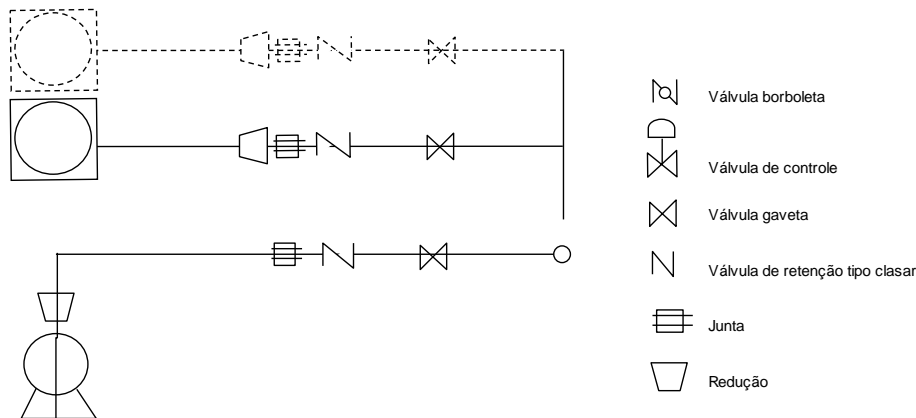 Válvula borboleta
Válvula de controle
Válvula gaveta
Válvula de retenção tipo clasar
Junta
Redução